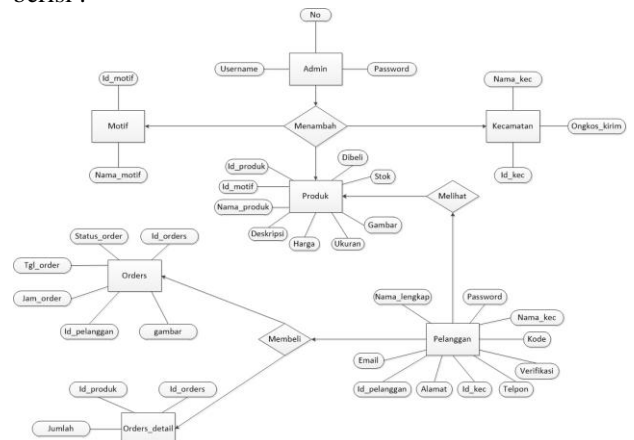 berisi :
No
Username
Admin
Password
Id_motif
Nama_kec
Motif
Menambah
Kecamatan
Ongkos_kirim
Nama_motif
Id_kec
Id_produk
Dibeli
Stok
Id_motif
Produk
Melihat
Nama_produk
Gambar
Deskripsi
Harga
Ukuran
Status_order
Id_orders
Tgl_order
Orders
Jam_order
Id_pelanggan
gambar
Nama_lengkap
Password
Nama_kec
Membeli
Pelanggan
Kode
Email
Verifikasi
Id_pelanggan
Alamat
Id_kec
Telpon
Id_produk
Id_orders
Jumlah
Orders_detail